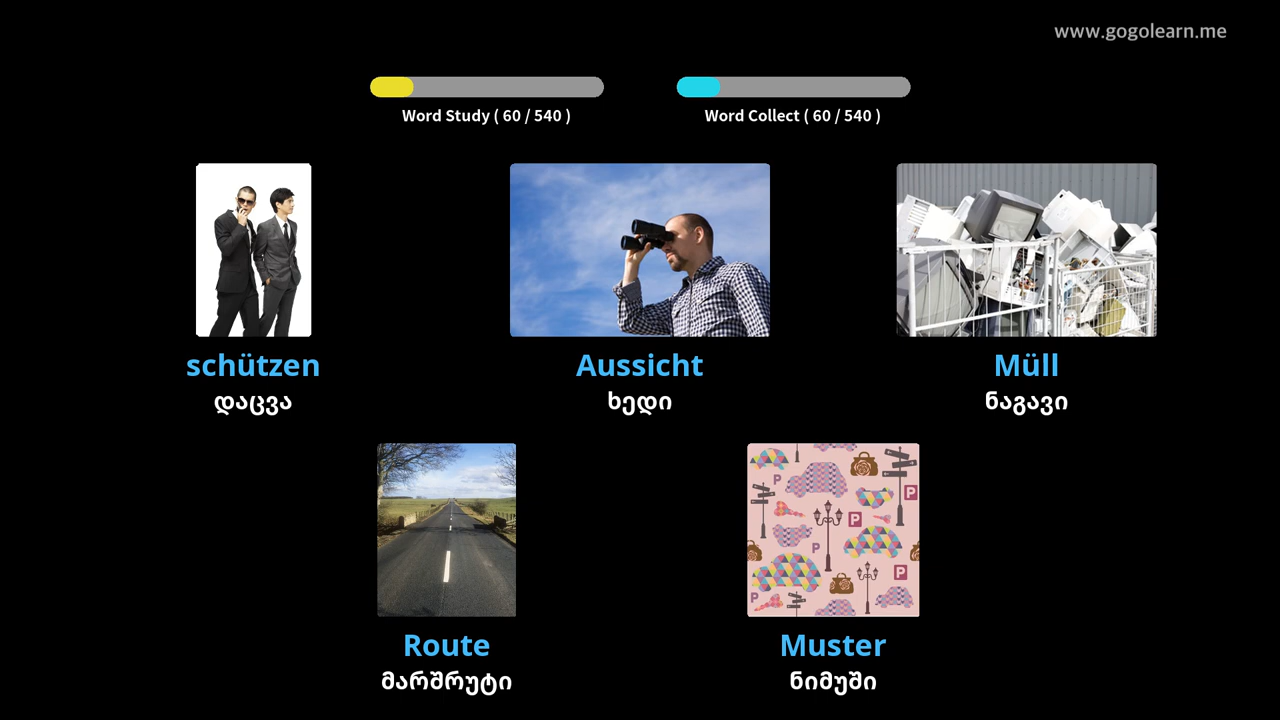 www.gogolearn.me
Word Study ( 60 / 540 )
Word Collect ( 60 / 540 )
schützen
დაცვა
Aussicht
ხედი
Müll
ნაგავი
Route
მარშრუტი
Muster
ნიმუში
P
P
P
P
P
P